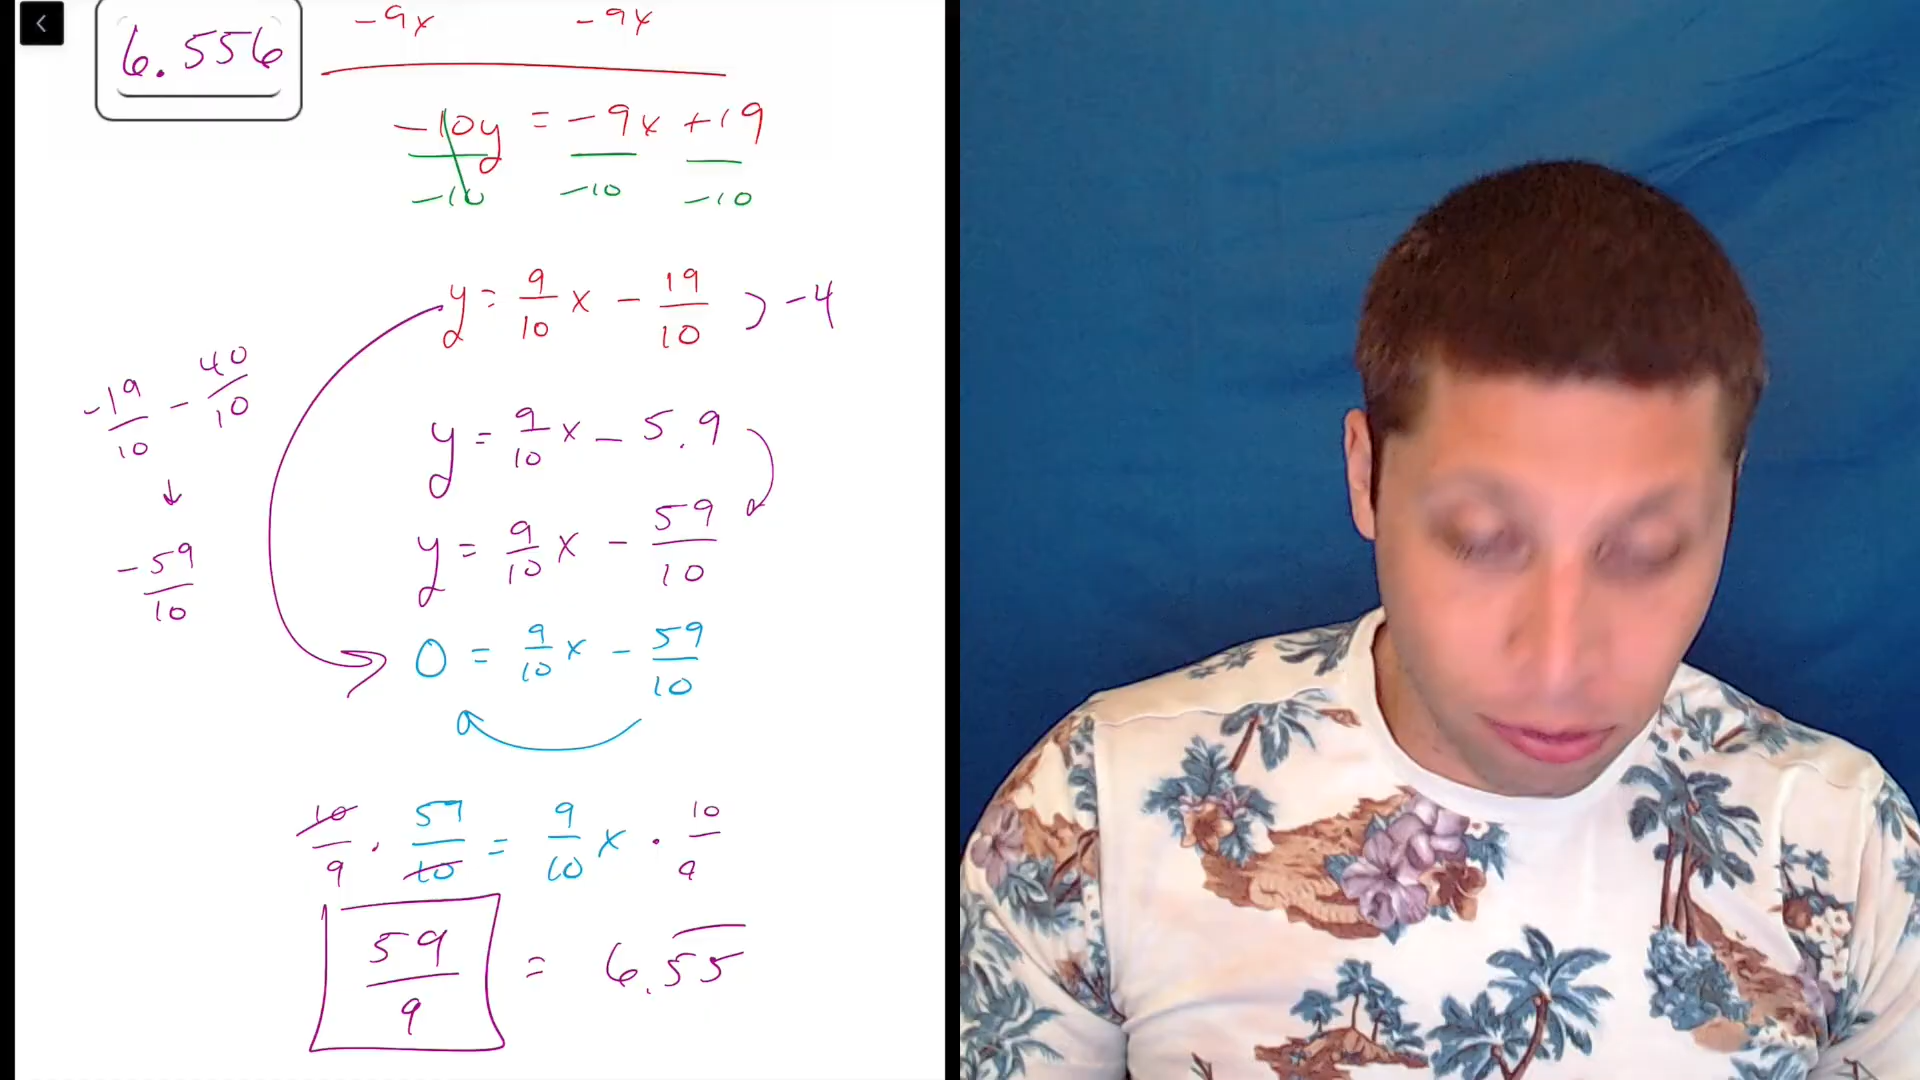 6.556
-9x -9x
-10y = -9x +19
-10 -10 -10
y = 9/10 x - 19/10 > -4
-19/10 - 40/10
↓
-59/10
y = 9/10 x - 5.9
y = 9/10 x - 59/10
0 = 9/10 x - 59/10
10/9 · 59/10 = 9/10 x · 10/9
59/9 = 6.55